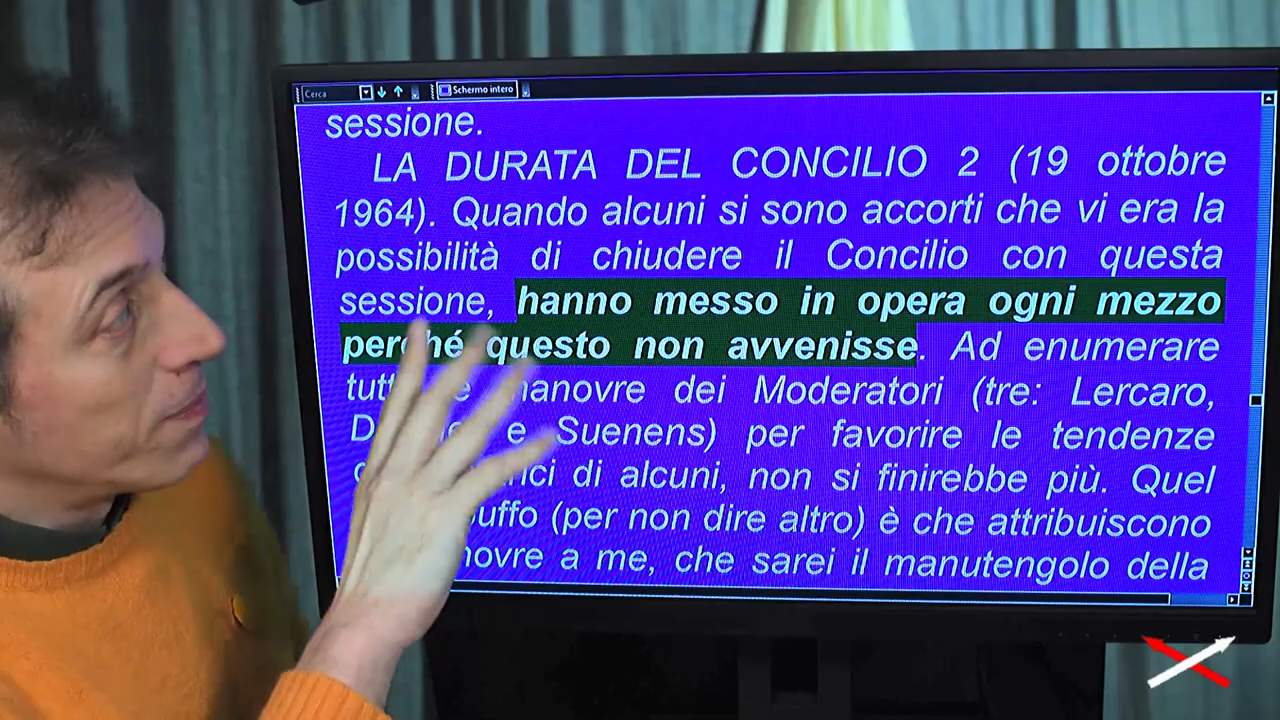 Cerca
Schermo intero
sessione.
LA DURATA DEL CONCILIO 2 (19 ottobre
1964). Quando alcuni si sono accorti che vi era la
possibilità di chiudere il Concilio con questa
sessione, hanno messo in opera ogni mezzo
perché questo non avvenisse. Ad enumerare
manovre dei Moderatori (tre: Lercaro,
e Suenens) per favorire le tendenze
di alcuni, non si finirebbe più. Quel
(per non dire altro) è che attribuiscono
a me, che sarei il manutengolo della